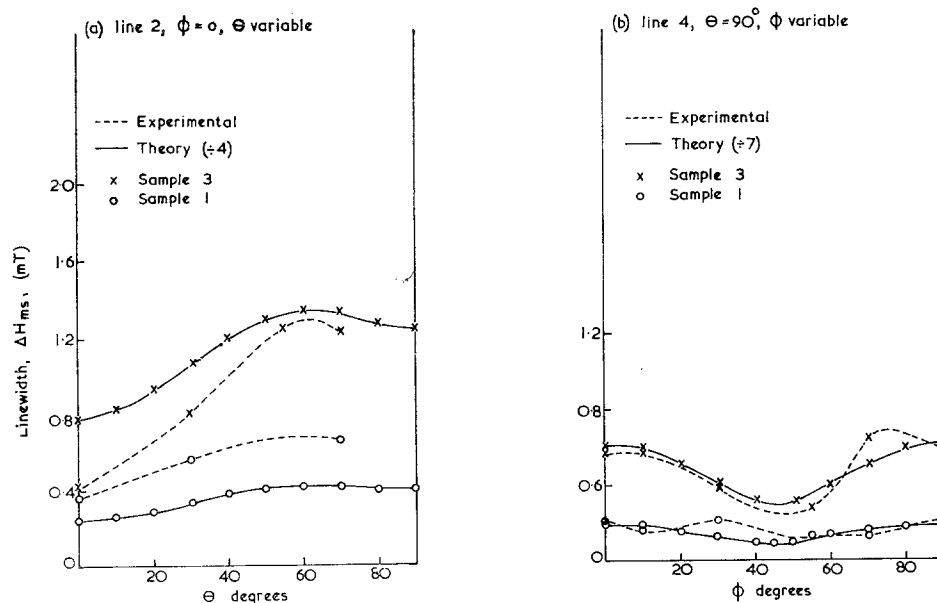 (a) line 2, ϕ = 0, θ variable
--- Experimental
— Theory (÷4)
x Sample 3
o Sample 1
Linewidth, ΔHms, (mT)
2·0
1·6
1·2
0·8
0·4
0
20
40
60
80
θ degrees
(b) line 4, θ = 90°, ϕ variable
--- Experimental
— Theory (÷7)
x Sample 3
o Sample 1
1·2
0·8
0·6
0
0
20
40
60
80
ϕ degrees